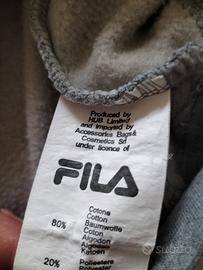 Produced by
HUB Limited
and imported by
Accessories Bags&
Cosmetics Srl
under licence of
FILA
80%
Cotone
Cotton
Baumwolle
Coton
Algodon
Katoen
20%
Poliestere
Polyester
subito